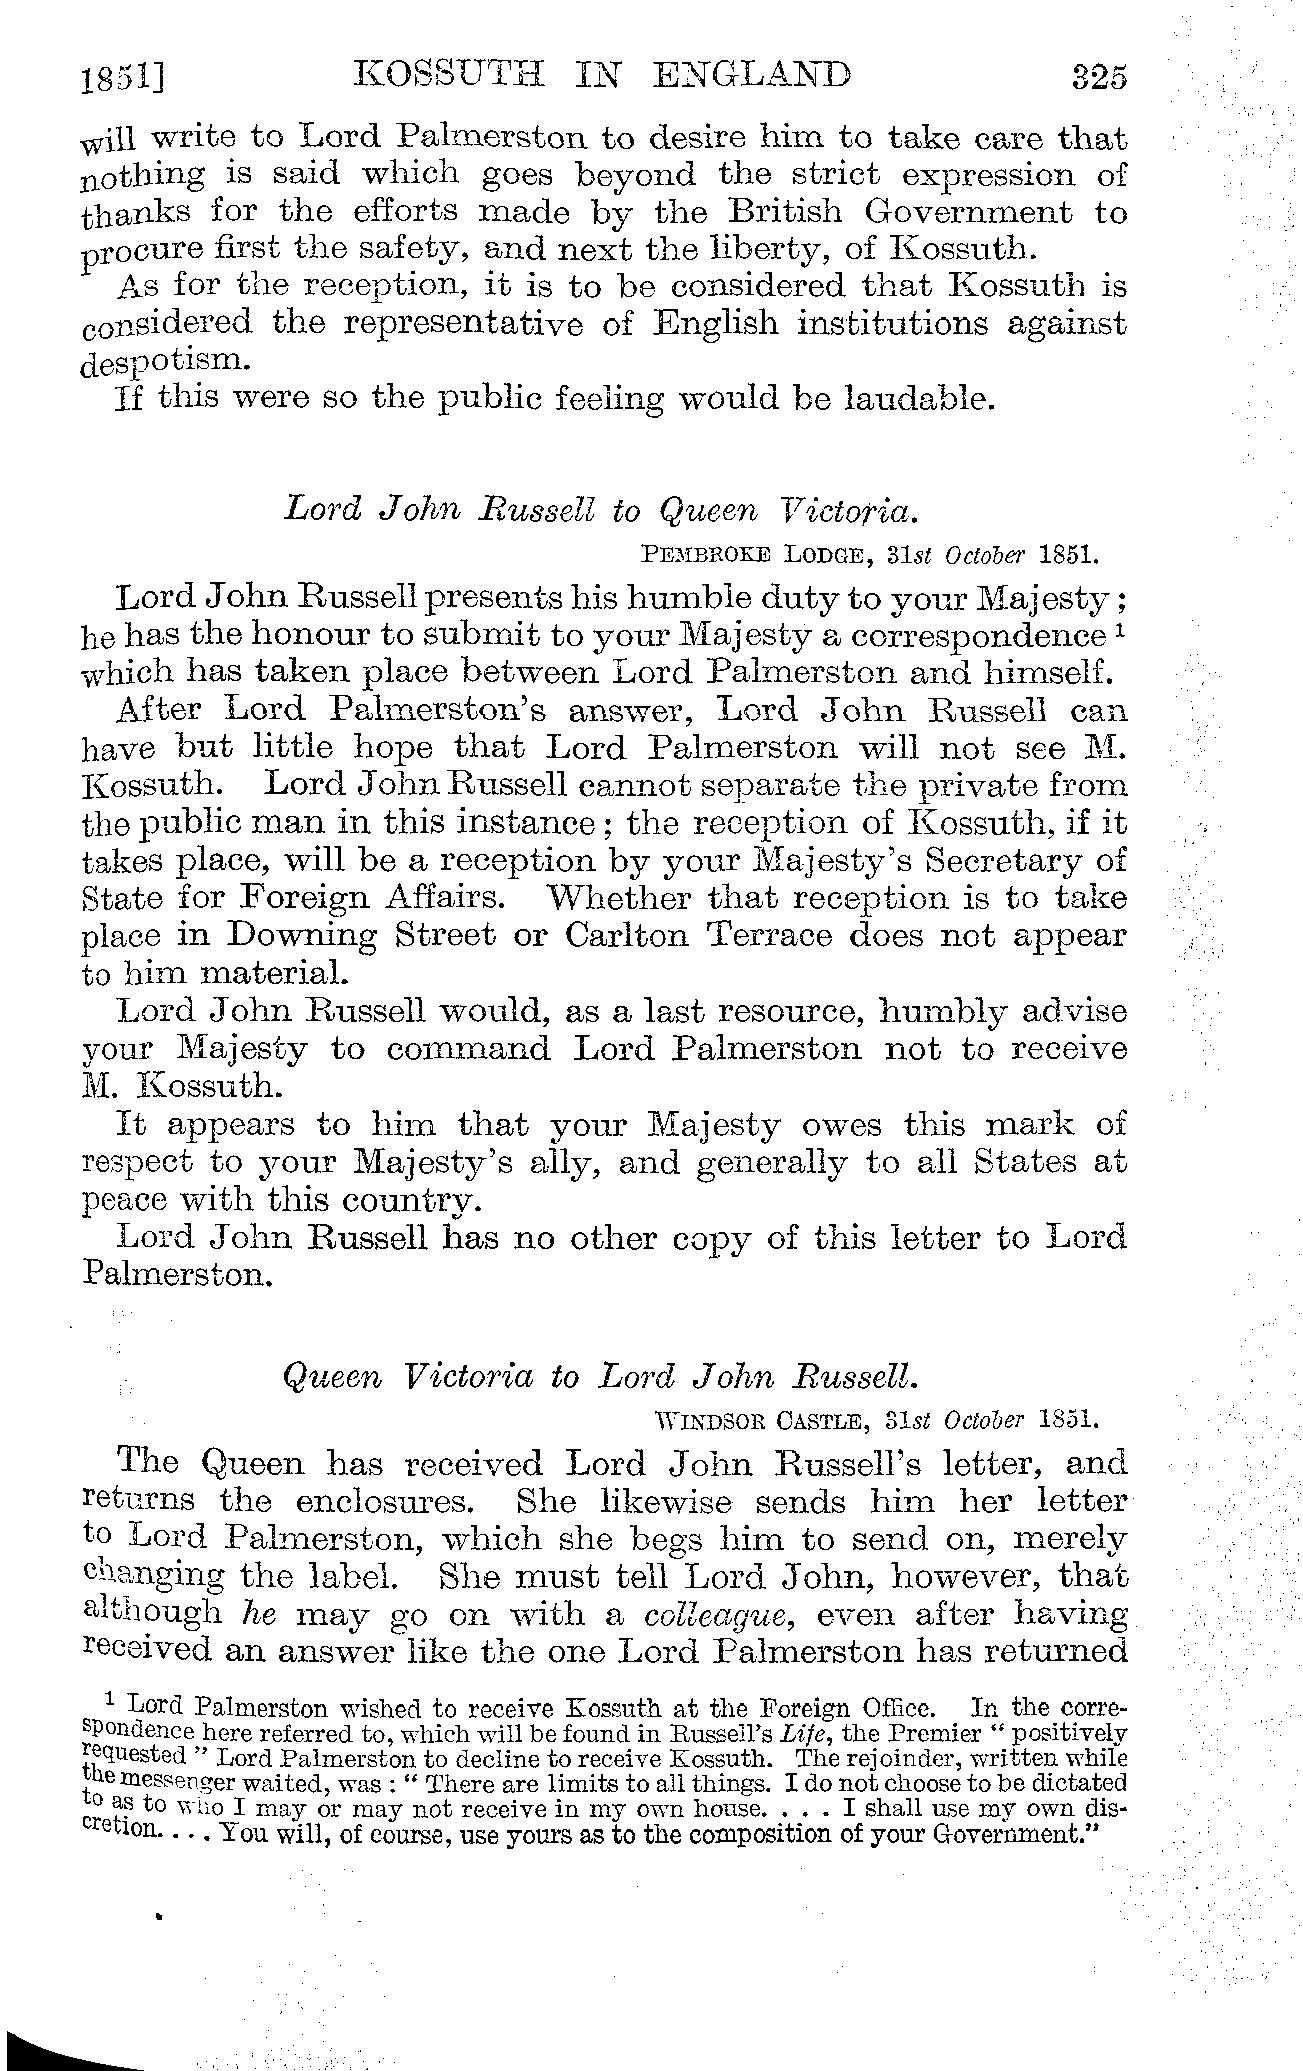 1851] KOSSUTH IN ENGLAND 325
will write to Lord Palmerston to desire him to take care that
nothing is said which goes beyond the strict expression of
thanks for the efforts made by the British Government to
procure first the safety, and next the liberty, of Kossuth.
As for the reception, it is to be considered that Kossuth is
considered the representative of English institutions against
despotism.
If this were so the public feeling would be laudable.
Lord John Russell to Queen Victoria.
PEMBROKE LODGE, 31st October 1851.
Lord John Russell presents his humble duty to your Majesty;
he has the honour to submit to your Majesty a correspondence ¹
which has taken place between Lord Palmerston and himself.
After Lord Palmerston's answer, Lord John Russell can
have but little hope that Lord Palmerston will not see M.
Kossuth. Lord John Russell cannot separate the private from
the public man in this instance; the reception of Kossuth, if it
takes place, will be a reception by your Majesty's Secretary of
State for Foreign Affairs. Whether that reception is to take
place in Downing Street or Carlton Terrace does not appear
to him material.
Lord John Russell would, as a last resource, humbly advise
your Majesty to command Lord Palmerston not to receive
M. Kossuth.
It appears to him that your Majesty owes this mark of
respect to your Majesty's ally, and generally to all States at
peace with this country.
Lord John Russell has no other copy of this letter to Lord
Palmerston.
Queen Victoria to Lord John Russell.
WINDSOR CASTLE, 31st October 1851.
The Queen has received Lord John Russell's letter, and
returns the enclosures. She likewise sends him her letter
to Lord Palmerston, which she begs him to send on, merely
changing the label. She must tell Lord John, however, that
although he may go on with a colleague, even after having
received an answer like the one Lord Palmerston has returned
¹ Lord Palmerston wished to receive Kossuth at the Foreign Office. In the corre-
spondence here referred to, which will be found in Russell's Life, the Premier "positively
requested" Lord Palmerston to decline to receive Kossuth. The rejoinder, written while
the messenger waited, was: "There are limits to all things. I do not choose to be dictated
to as to who I may or may not receive in my own house. . . . I shall use my own dis-
cretion. . . . You will, of course, use yours as to the composition of your Government."